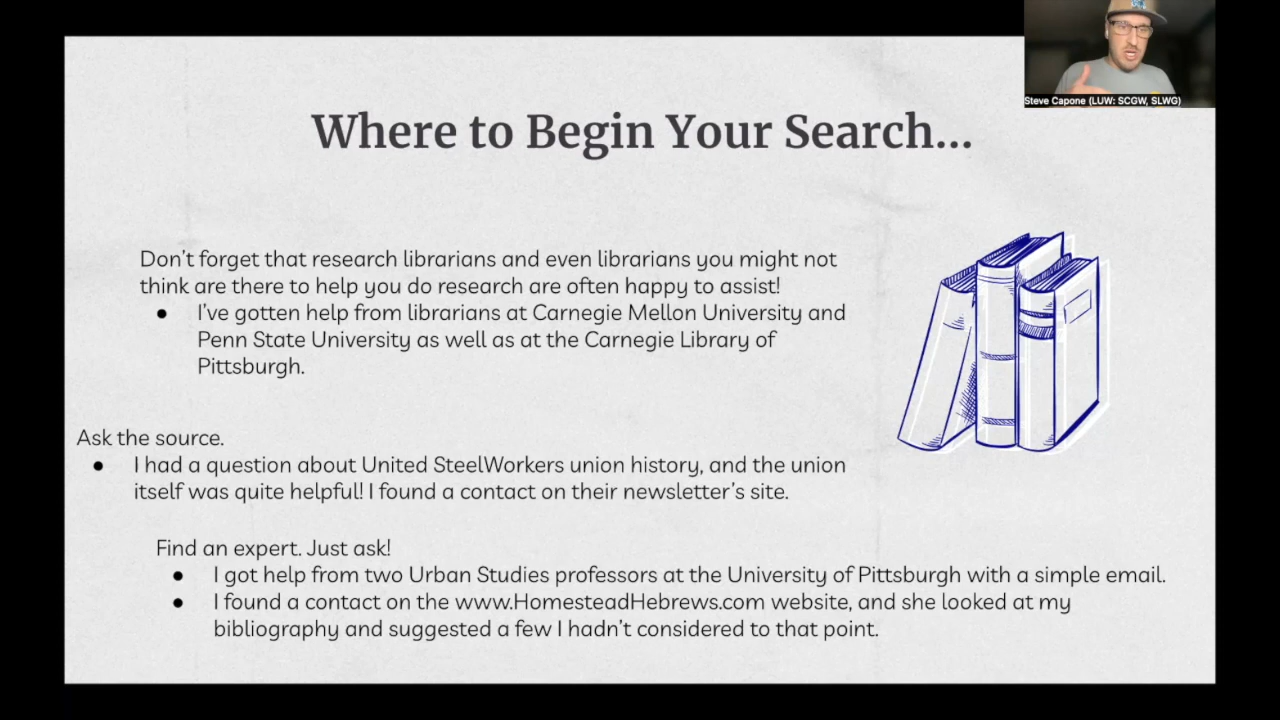 Steve Capone (LUW: SCGW, SLWG)
Where to Begin Your Search...
Don't forget that research librarians and even librarians you might not
think are there to help you do research are often happy to assist!
● I've gotten help from librarians at Carnegie Mellon University and
Penn State University as well as at the Carnegie Library of
Pittsburgh.
Ask the source.
● I had a question about United SteelWorkers union history, and the union
itself was quite helpful! I found a contact on their newsletter's site.
Find an expert. Just ask!
● I got help from two Urban Studies professors at the University of Pittsburgh with a simple email.
● I found a contact on the www.HomesteadHebrews.com website, and she looked at my
bibliography and suggested a few I hadn't considered to that point.